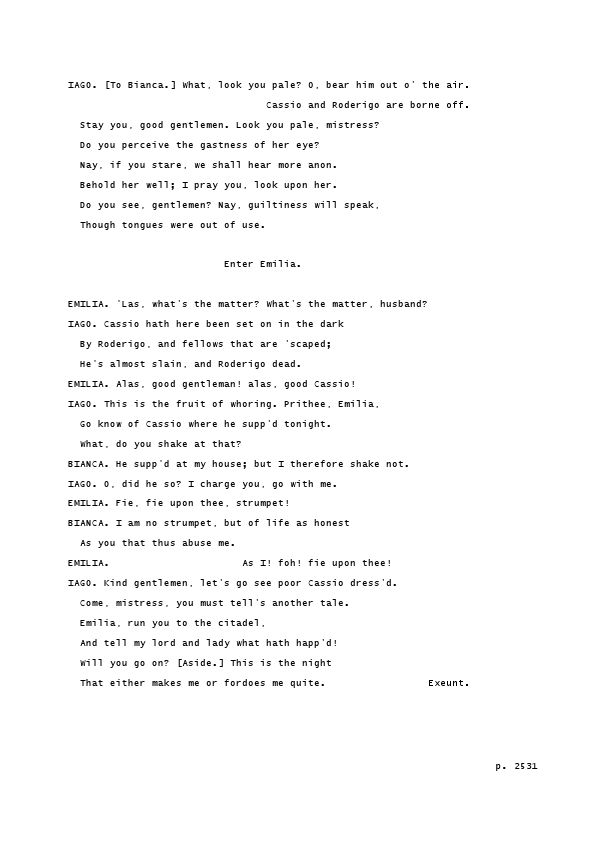 IAGO. [To Bianca.] What, look you pale? O, bear him out o' the air.
Cassio and Roderigo are borne off.
Stay you, good gentlemen. Look you pale, mistress?
Do you perceive the gastness of her eye?
Nay, if you stare, we shall hear more anon.
Behold her well; I pray you, look upon her.
Do you see, gentlemen? Nay, guiltiness will speak,
Though tongues were out of use.
Enter Emilia.
EMILIA. 'Las, what's the matter? What's the matter, husband?
IAGO. Cassio hath here been set on in the dark
By Roderigo, and fellows that are 'scaped;
He's almost slain, and Roderigo dead.
EMILIA. Alas, good gentleman! alas, good Cassio!
IAGO. This is the fruit of whoring. Prithee, Emilia,
Go know of Cassio where he supp'd tonight.
What, do you shake at that?
BIANCA. He supp'd at my house; but I therefore shake not.
IAGO. O, did he so? I charge you, go with me.
EMILIA. Fie, fie upon thee, strumpet!
BIANCA. I am no strumpet, but of life as honest
As you that thus abuse me.
EMILIA. As I! foh! fie upon thee!
IAGO. Kind gentlemen, let's go see poor Cassio dress'd.
Come, mistress, you must tell's another tale.
Emilia, run you to the citadel,
And tell my lord and lady what hath happ'd!
Will you go on? [Aside.] This is the night
That either makes me or fordoes me quite. Exeunt.
p. 2531